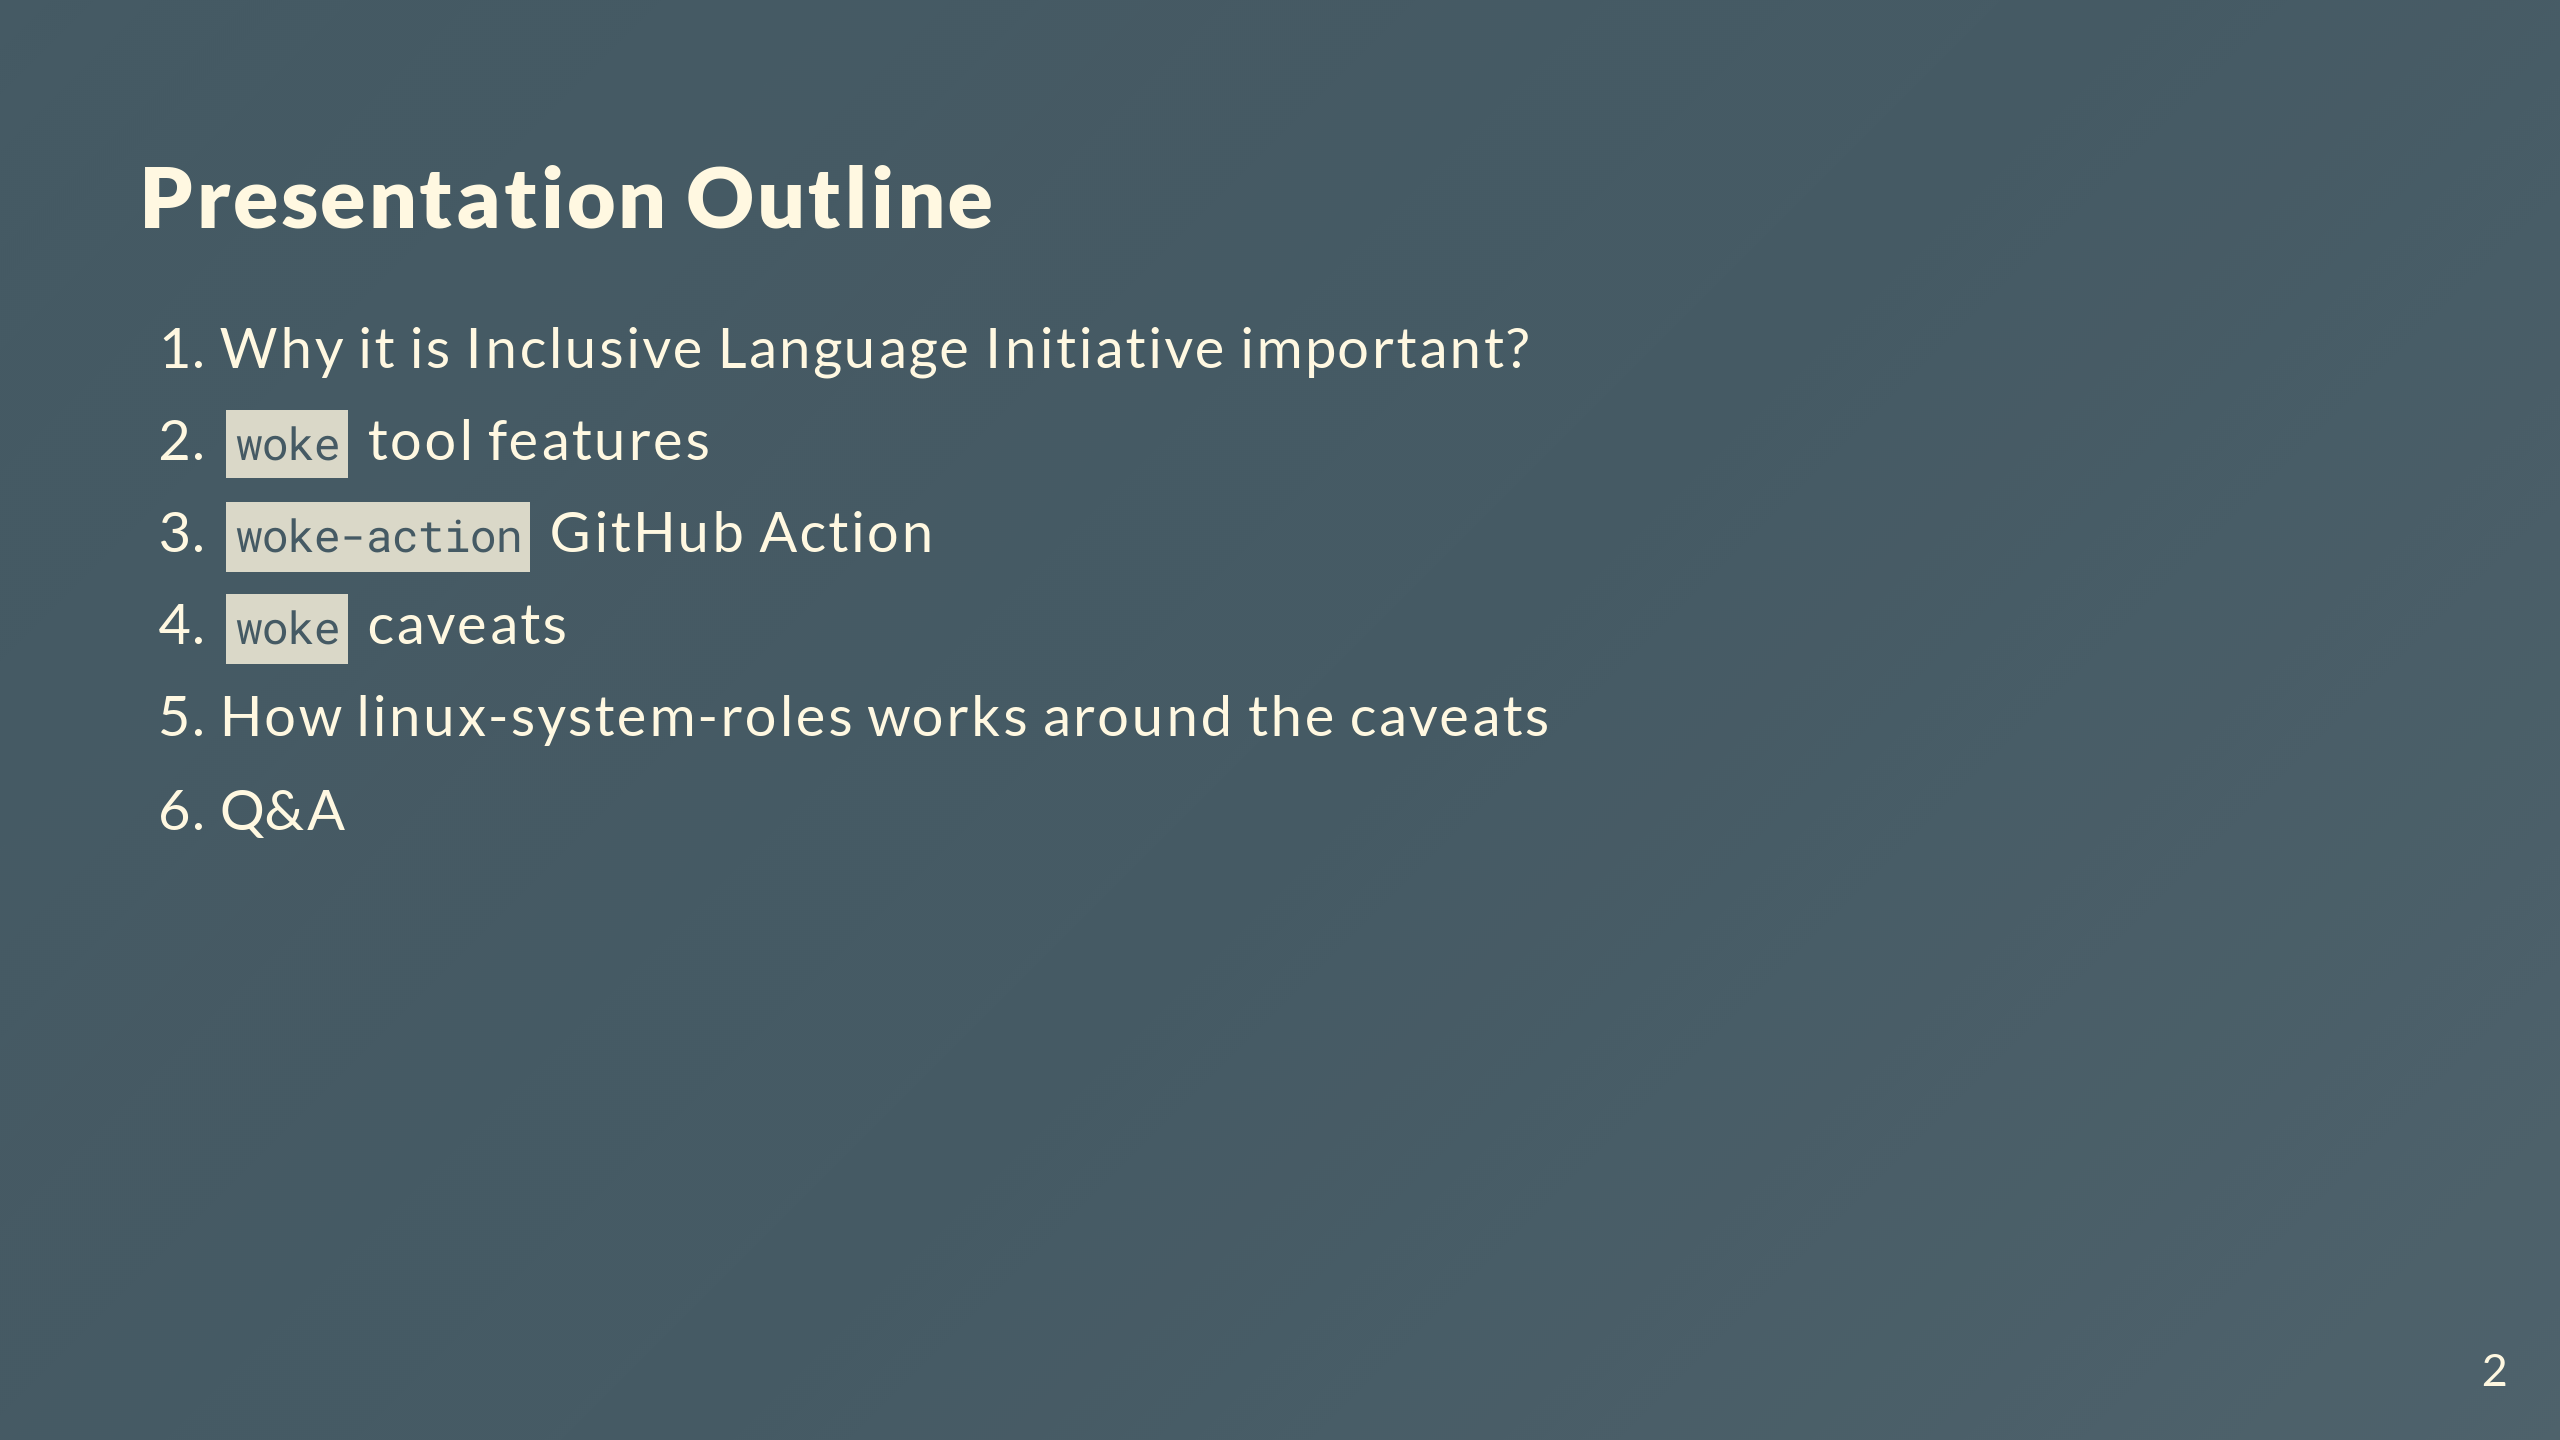 Presentation Outline
1. Why it is Inclusive Language Initiative important?
2. woke tool features
3. woke-action GitHub Action
4. woke caveats
5. How linux-system-roles works around the caveats
6. Q&A
2